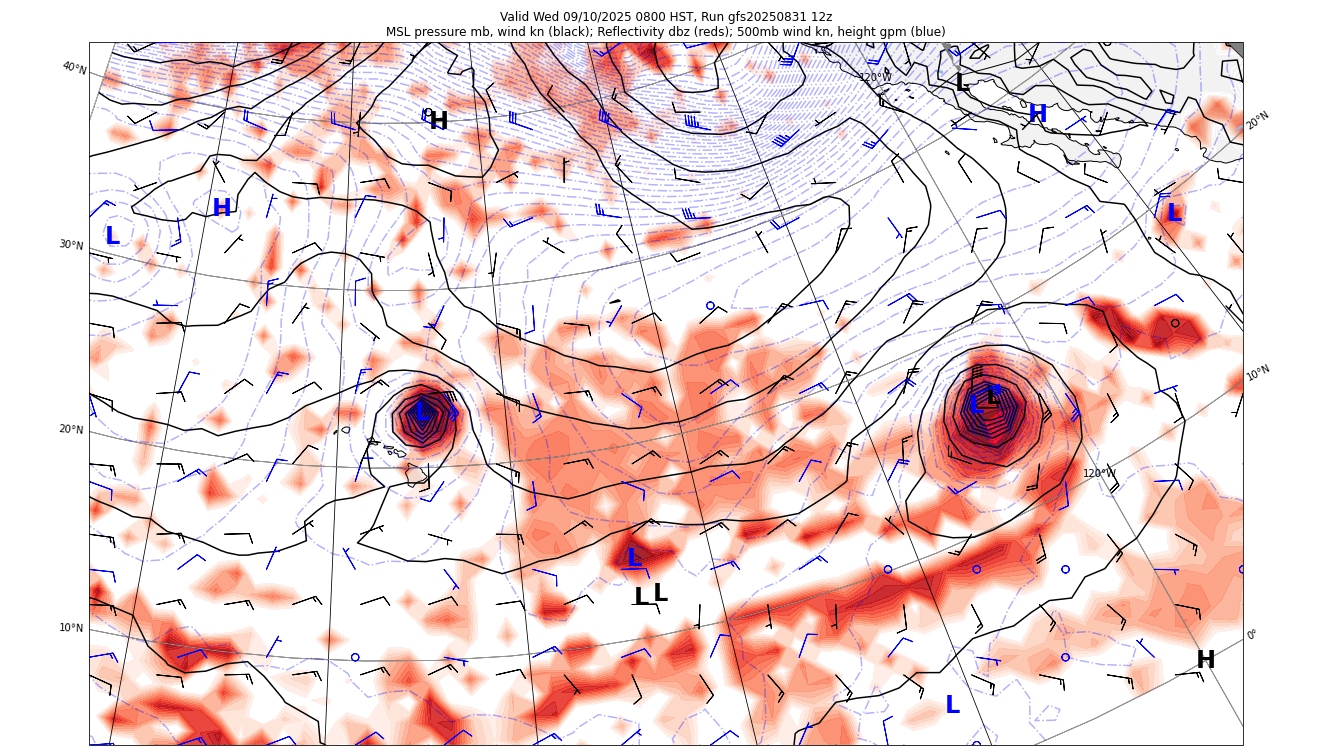 Valid Wed 09/10/2025 0800 HST, Run gfs20250831 12z
MSL pressure mb, wind kn (black); Reflectivity dbz (reds); 500mb wind kn, height gpm (blue)
40°N
120°W
L
H
H
20°N
H
L
L
30°N
10°N
L
L
L
20°N
120°W
L
L
L
10°N
0°
H
L